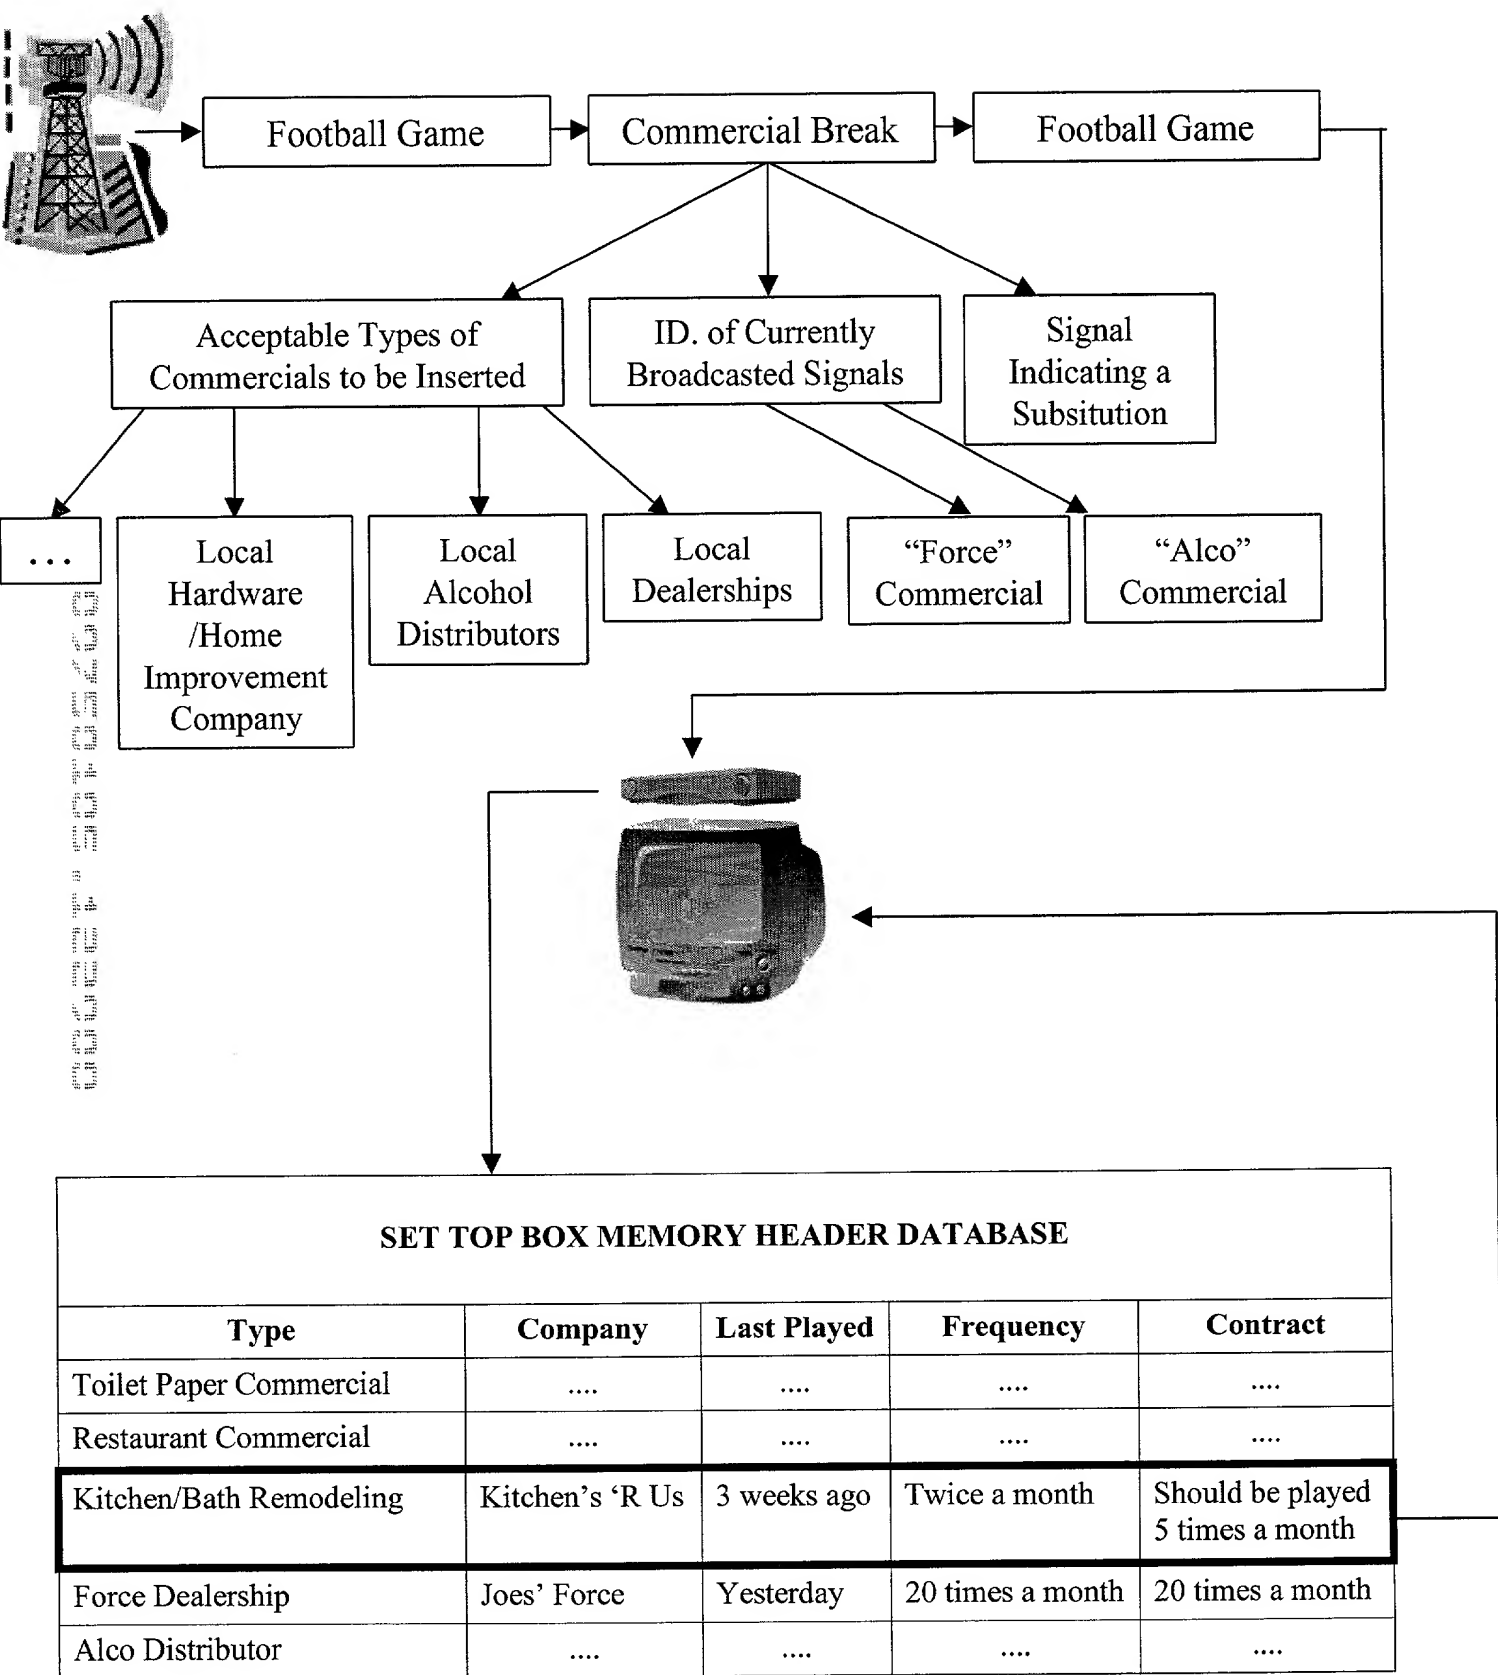 Football Game
Commercial Break
Football Game
Acceptable Types of
Commercials to be Inserted
ID. of Currently
Broadcasted Signals
Signal
Indicating a
Subsitution
...
Local
Hardware
/Home
Improvement
Company
Local
Alcohol
Distributors
Local
Dealerships
“Force”
Commercial
“Alco”
Commercial
SET TOP BOX MEMORY HEADER DATABASE
Type Company Last Played Frequency Contract
Toilet Paper Commercial .... .... .... ....
Restaurant Commercial .... .... .... ....
Kitchen/Bath Remodeling Kitchen’s ‘R Us 3 weeks ago Twice a month Should be played
5 times a month
Force Dealership Joes’ Force Yesterday 20 times a month 20 times a month
Alco Distributor .... .... .... ....